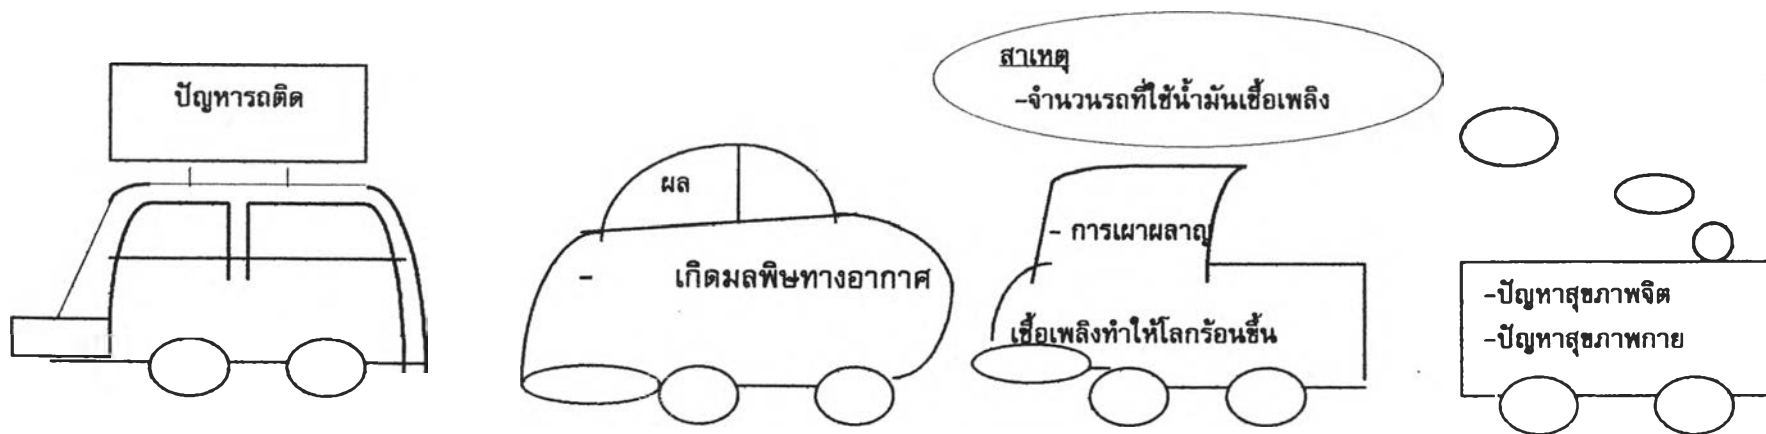 ปัญหารถติด
ผล
- เกิดมลพิษทางอากาศ
สาเหตุ
-จำนวนรถที่ใช้น้ำมันเชื้อเพลิง
- การเผาผลาญ
เชื้อเพลิงทำให้โลกร้อนขึ้น
-ปัญหาสุขภาพจิต
-ปัญหาสุขภาพกาย